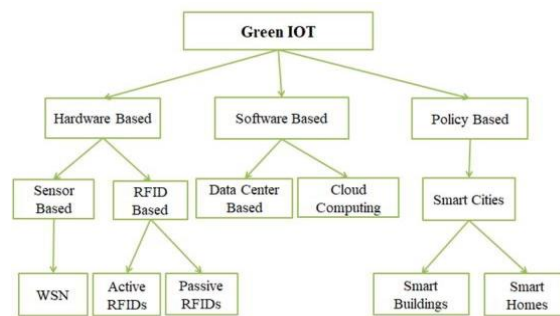 Green IOT
Hardware Based
Software Based
Policy Based
Sensor
Based
RFID
Based
Data Center
Based
Cloud
Computing
Smart Cities
WSN
Active
RFIDs
Passive
RFIDs
Smart
Buildings
Smart
Homes